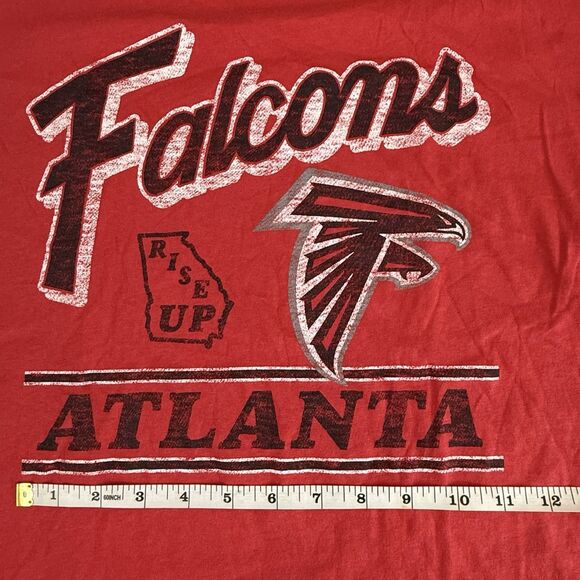 Falcons
RISE
UP
ATLANTA
1 2 60INCH 3 4 5 6 7 8 9 10 11 12